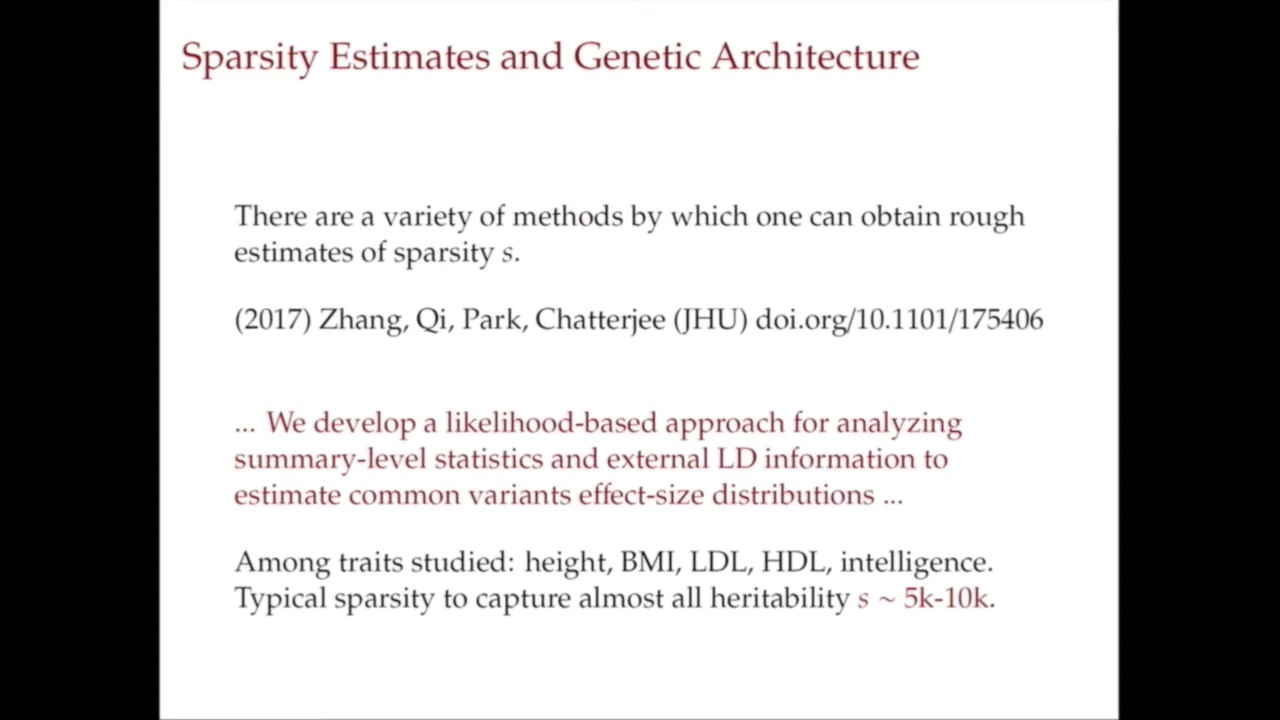 Sparsity Estimates and Genetic Architecture
There are a variety of methods by which one can obtain rough
estimates of sparsity s.
(2017) Zhang, Qi, Park, Chatterjee (JHU) doi.org/10.1101/175406
... We develop a likelihood-based approach for analyzing
summary-level statistics and external LD information to
estimate common variants effect-size distributions ...
Among traits studied: height, BMI, LDL, HDL, intelligence.
Typical sparsity to capture almost all heritability s ~ 5k-10k.